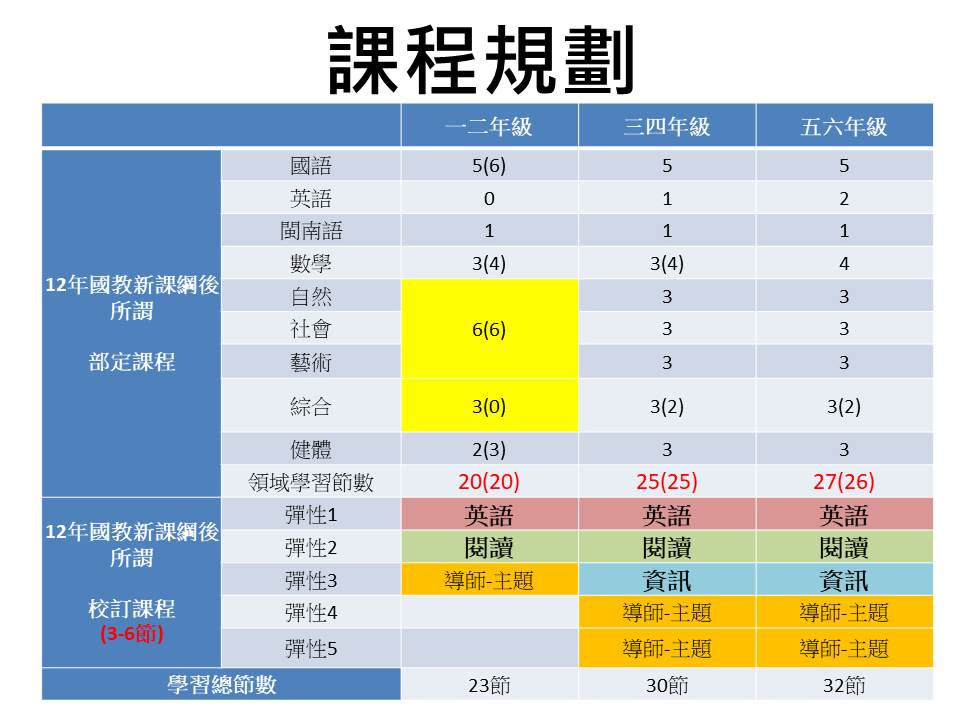 課程規劃
一二年級 三四年級 五六年級
12年國教新課綱後
所謂
部定課程
國語 5(6) 5 5
英語 0 1 2
閩南語 1 1 1
數學 3(4) 3(4) 4
自然 3 3
社會 6(6) 3 3
藝術 3 3
綜合 3(0) 3(2) 3(2)
健體 2(3) 3 3
領域學習節數 20(20) 25(25) 27(26)
12年國教新課綱後
所謂
校訂課程
(3-6節)
彈性1 英語 英語 英語
彈性2 閱讀 閱讀 閱讀
彈性3 導師-主題 資訊 資訊
彈性4 導師-主題 導師-主題
彈性5 導師-主題 導師-主題
學習總節數 23節 30節 32節